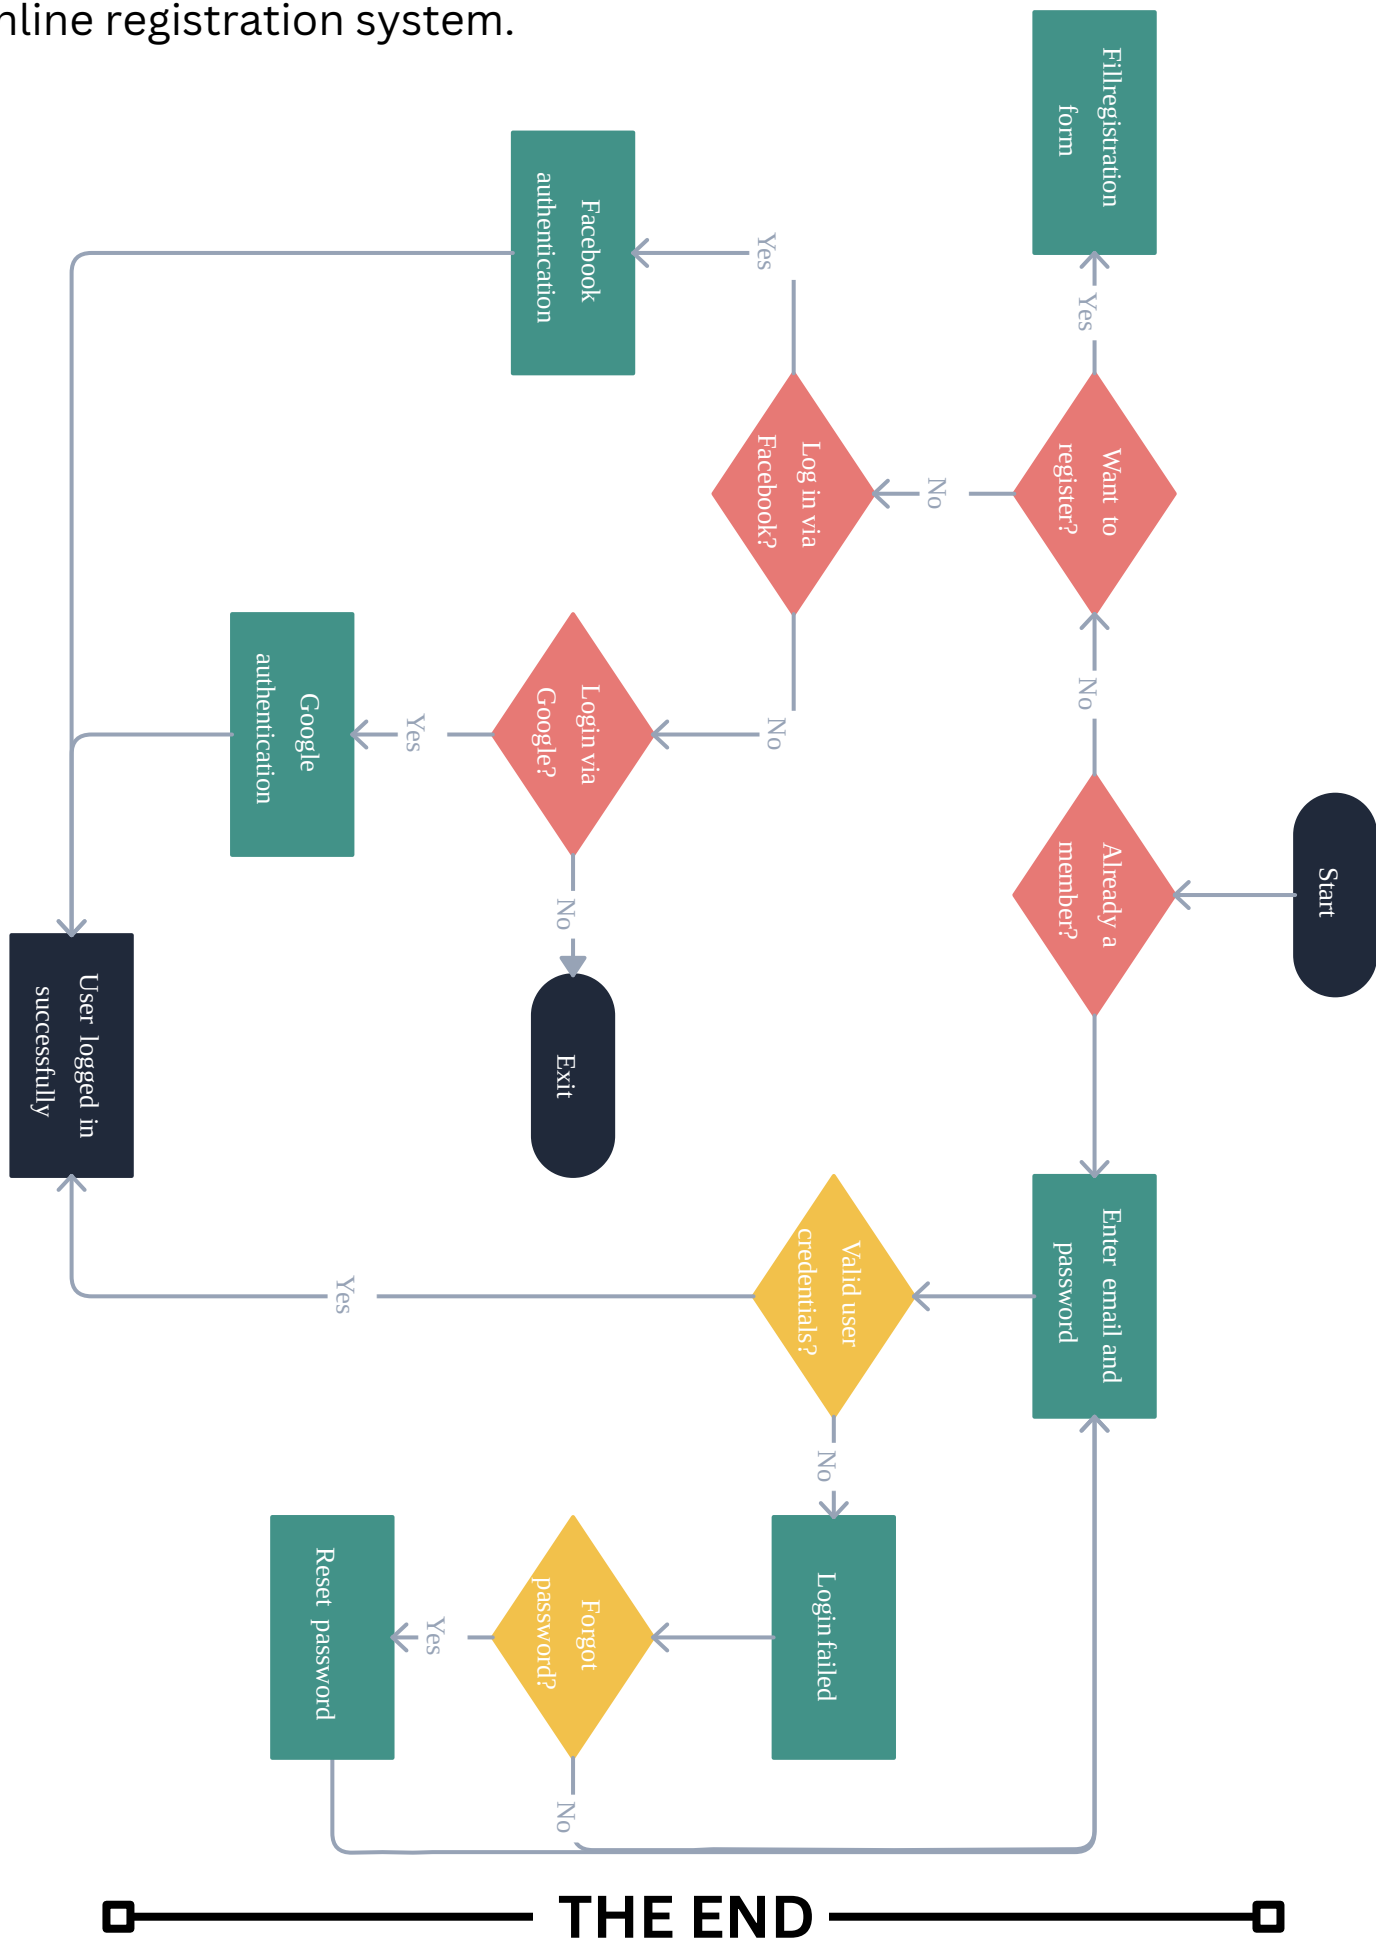 nline registration system.
Start
Already a
member?
No
Want to
register?
Yes
Fillregistration
form
No
Log in via
Facebook?
Yes
Facebook
authentication
No
Login via
Google?
Yes
Google
authentication
No
Exit
User logged in
successfully
Enter email and
password
Valid user
credentials?
Yes
No
Login failed
Forgot
password?
Yes
Reset password
No
THE END